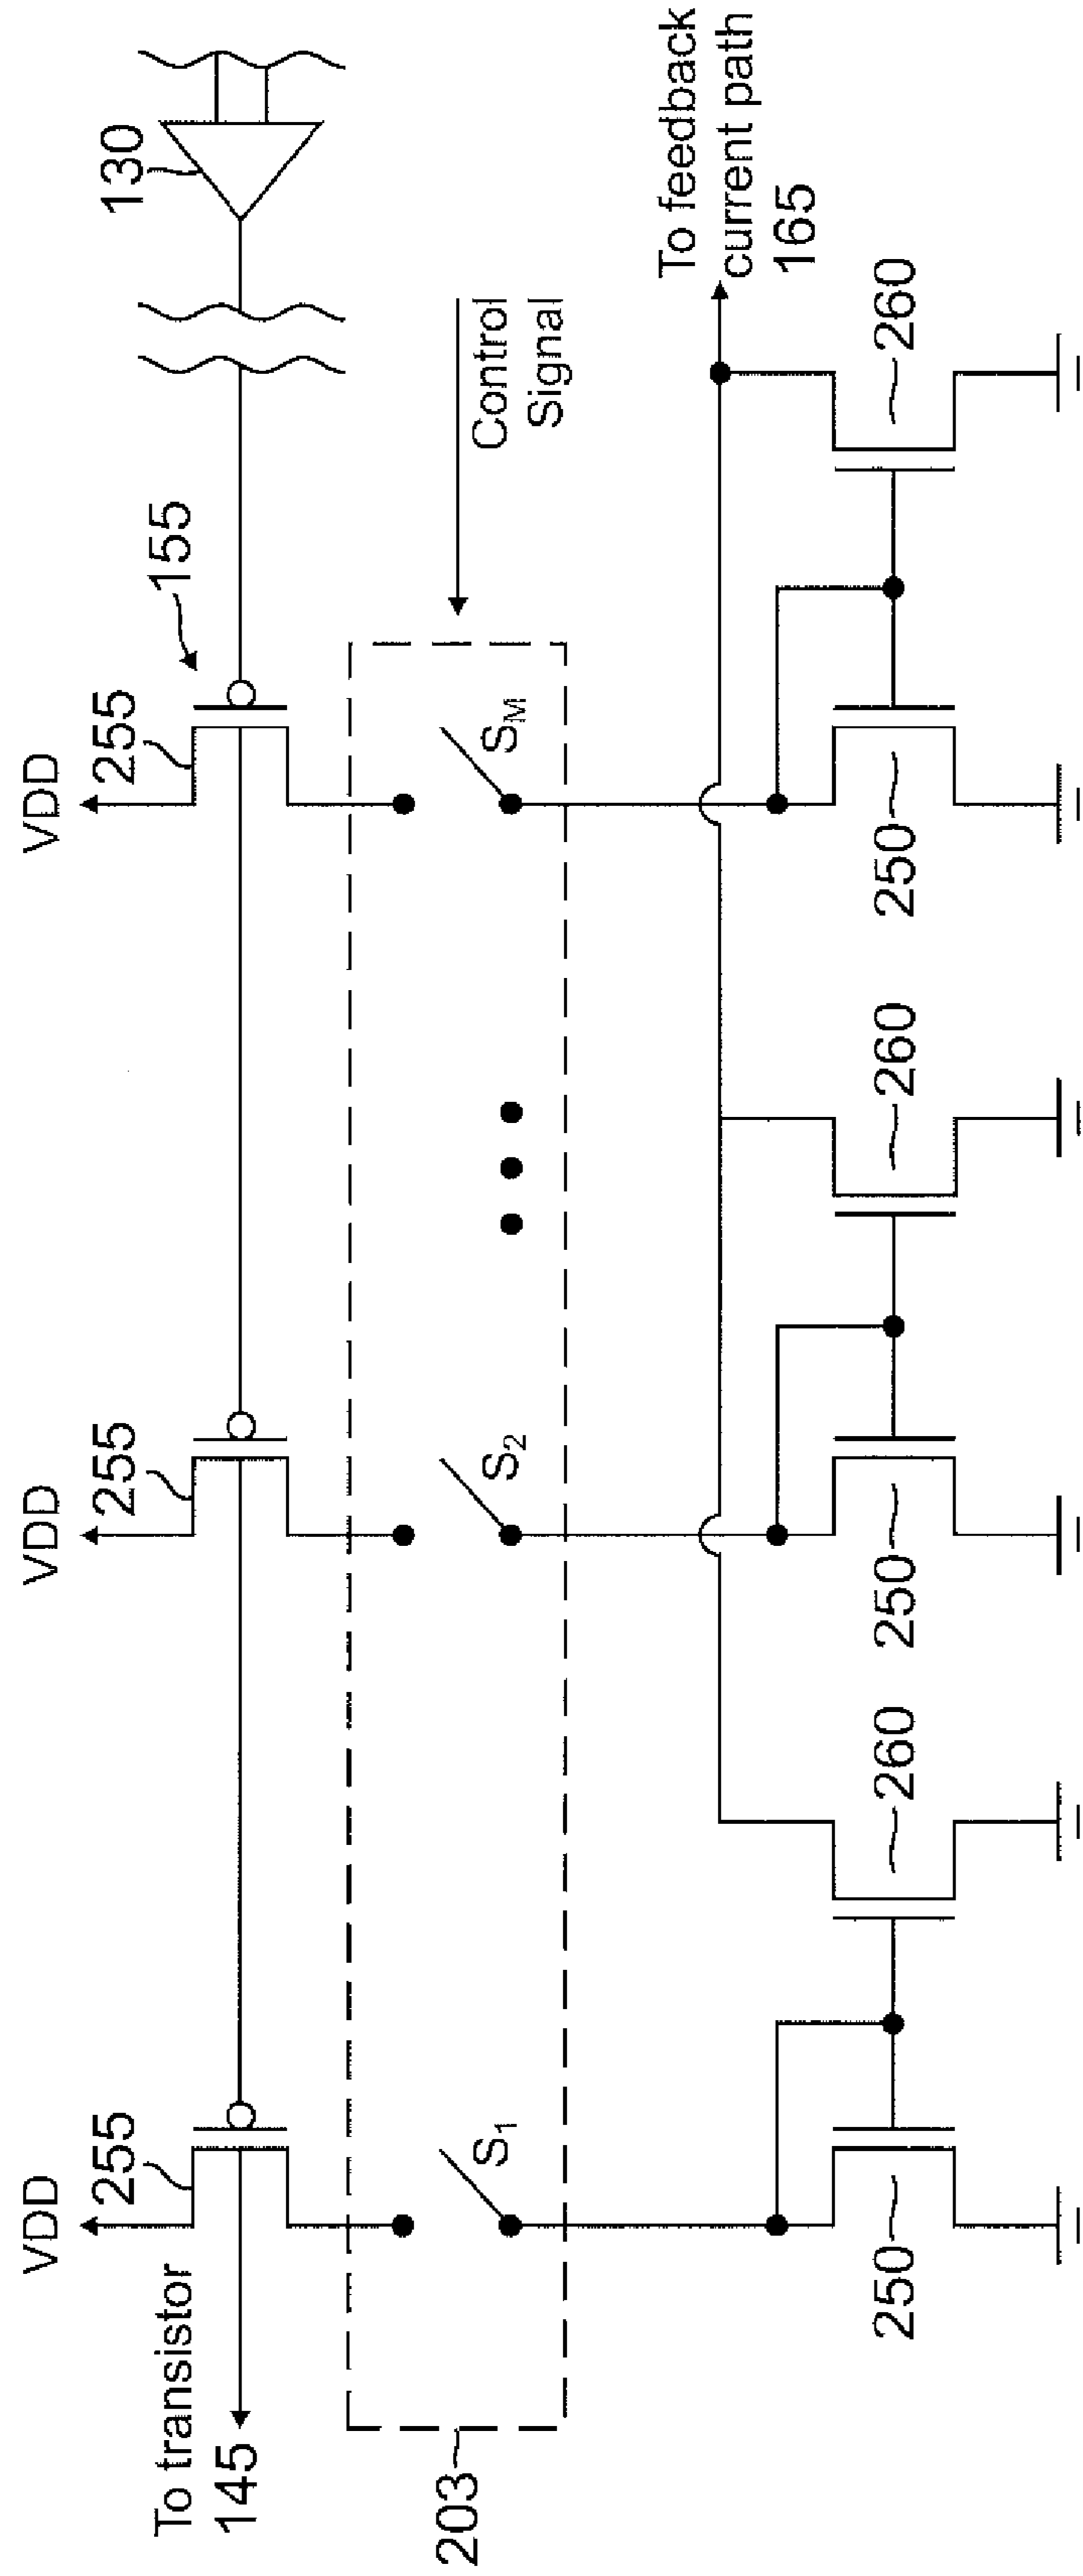 VDD
VDD
VDD
255
255
255
155
130
To transistor
145
203
S1
S2
SM
Control
Signal
To feedback
current path
165
250
260
250
260
250
260